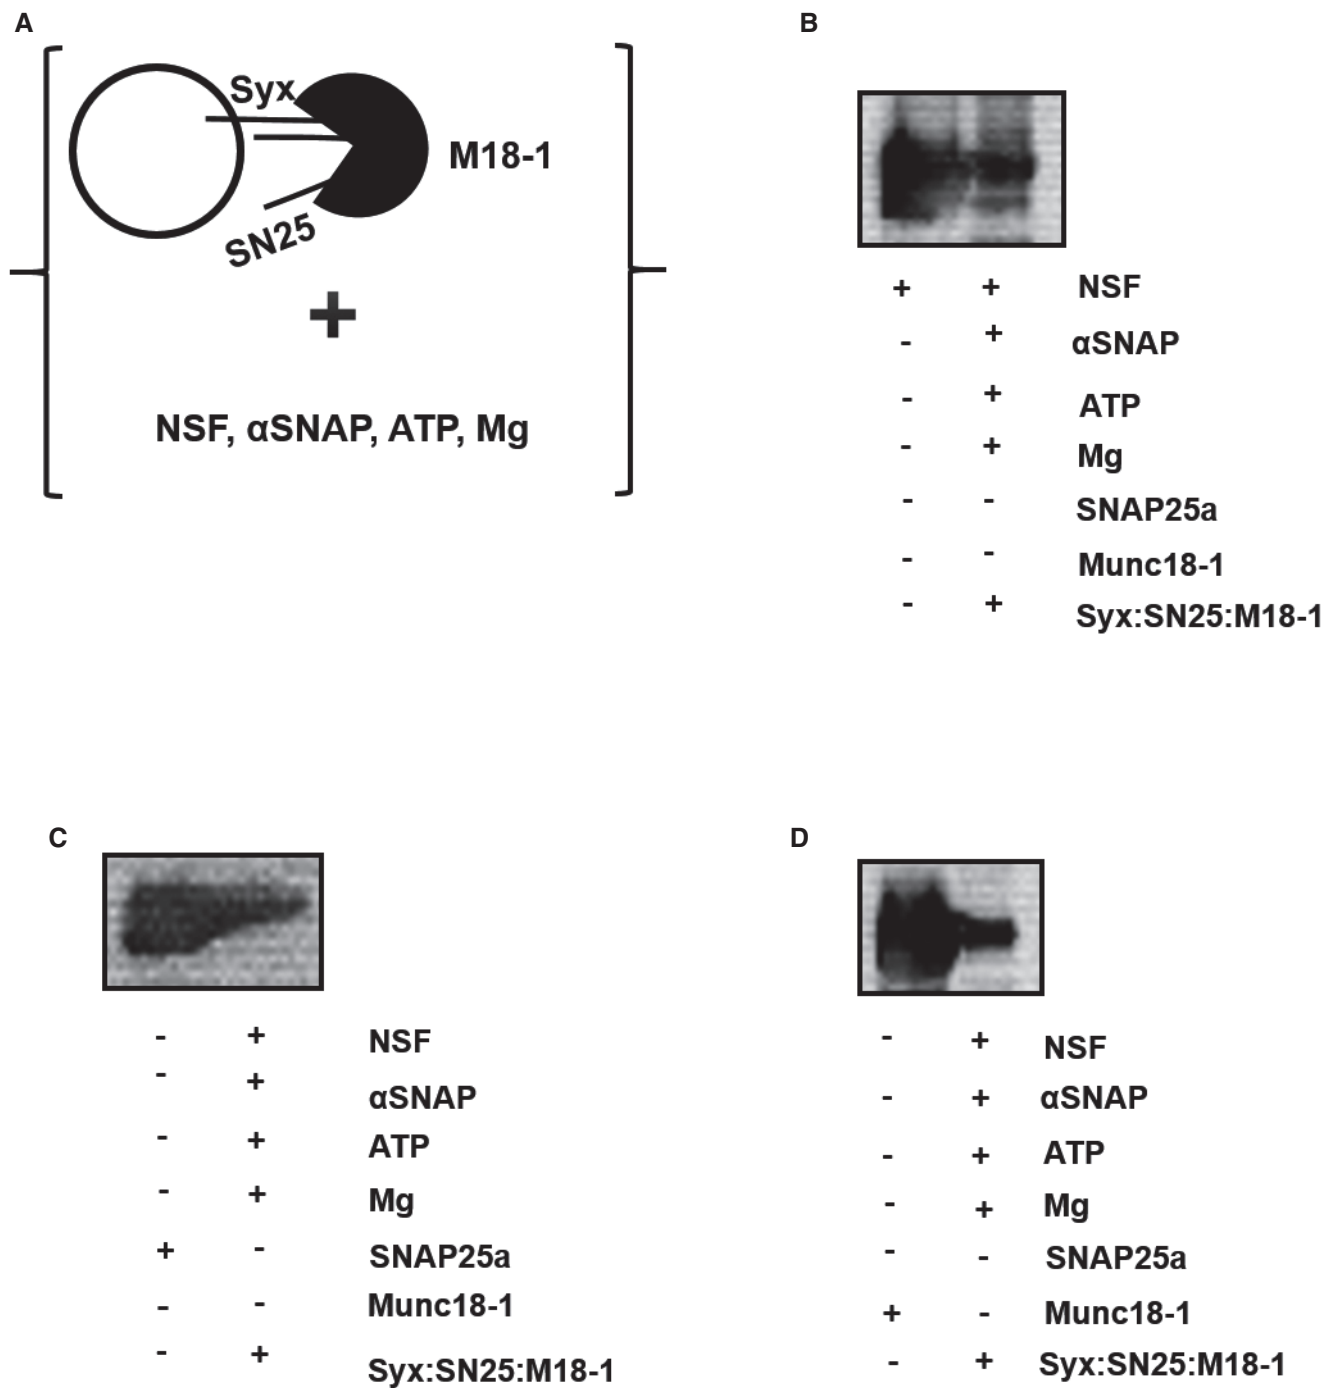 A
Syx
M18-1
SN25
+
NSF, αSNAP, ATP, Mg
B
+ + NSF
- + αSNAP
- + ATP
- + Mg
- - SNAP25a
- - Munc18-1
- + Syx:SN25:M18-1
C
- + NSF
- + αSNAP
- + ATP
- + Mg
+ - SNAP25a
- - Munc18-1
- + Syx:SN25:M18-1
D
- + NSF
- + αSNAP
- + ATP
- + Mg
- - SNAP25a
+ - Munc18-1
- + Syx:SN25:M18-1